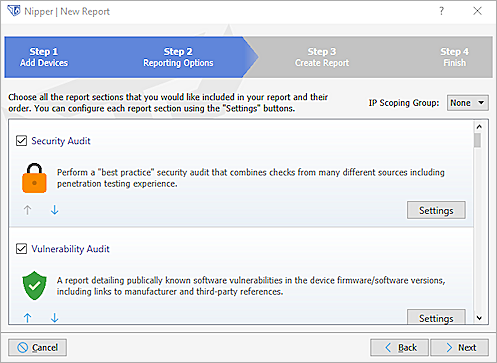 Nipper | New Report
Step 1
Add Devices
Step 2
Reporting Options
Step 3
Create Report
Step 4
Finish
Choose all the report sections that you would like included in your report and their
order. You can configure each report section using the "Settings" buttons.
IP Scoping Group:
None
Security Audit
Perform a "best practice" security audit that combines checks from many different sources including
penetration testing experience.
Settings
Vulnerability Audit
A report detailing publically known software vulnerabilities in the device firmware/software versions,
including links to manufacturer and third-party references.
Settings
Cancel
Back
Next